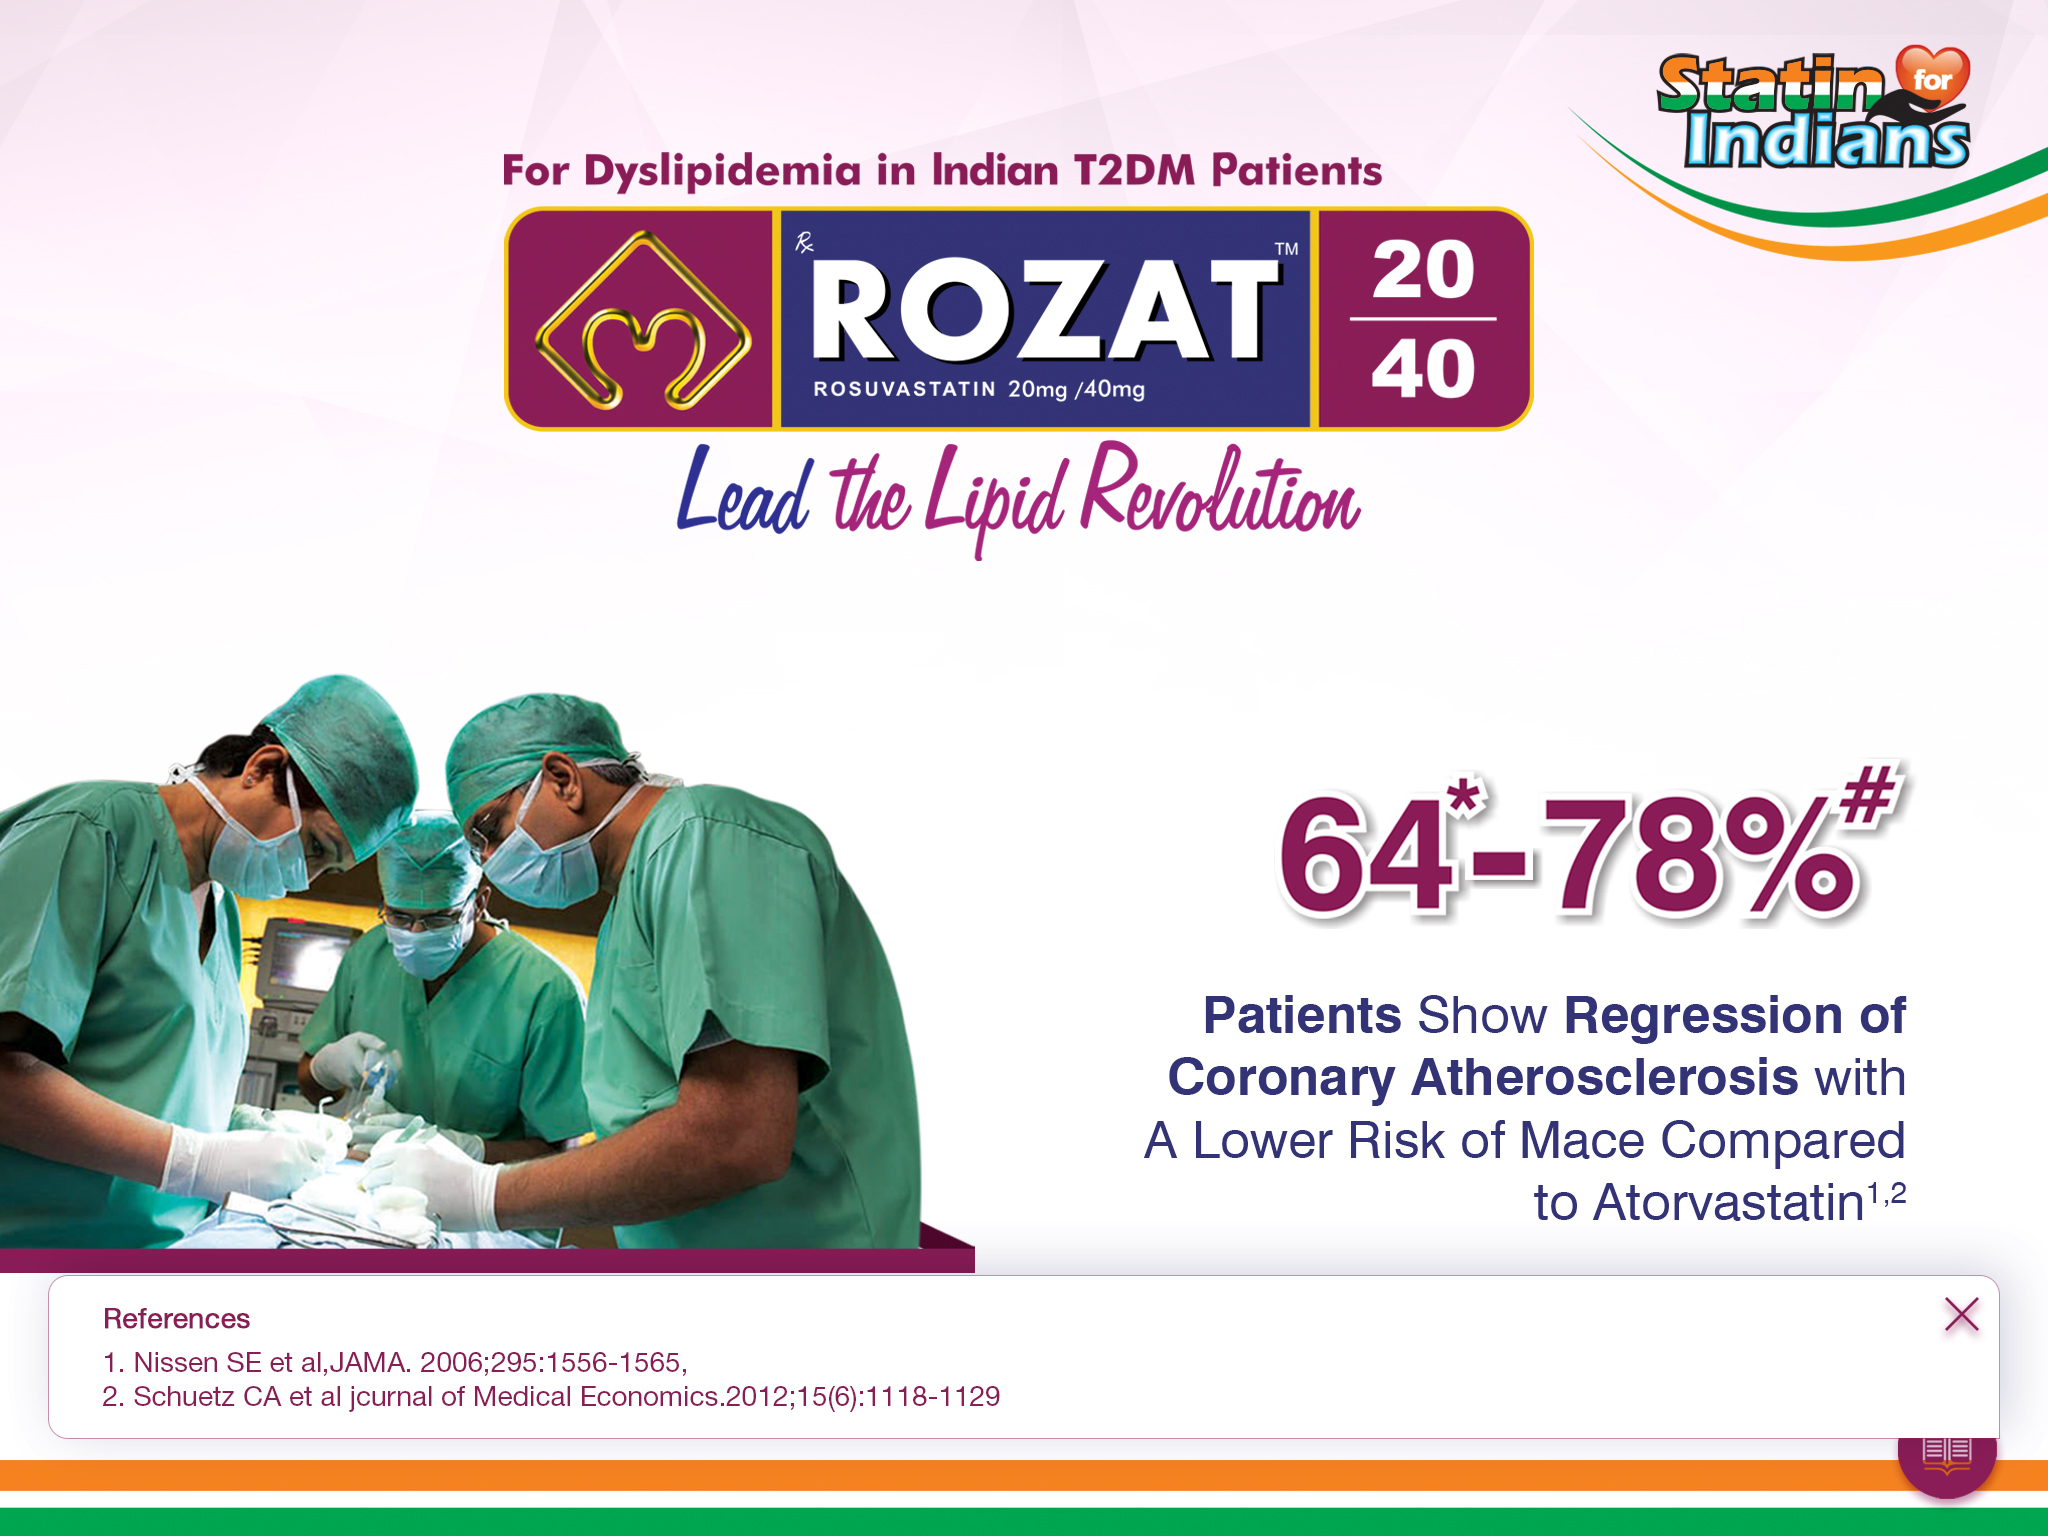 Statin for
Indians
For Dyslipidemia in Indian T2DM Patients
Rx ROZAT™
ROSUVASTATIN 20mg /40mg
20
40
Lead the Lipid Revolution
64*-78%#
Patients Show Regression of
Coronary Atherosclerosis with
A Lower Risk of Mace Compared
to Atorvastatin1,2
References
1. Nissen SE et al,JAMA. 2006;295:1556-1565,
2. Schuetz CA et al jcurnal of Medical Economics.2012;15(6):1118-1129